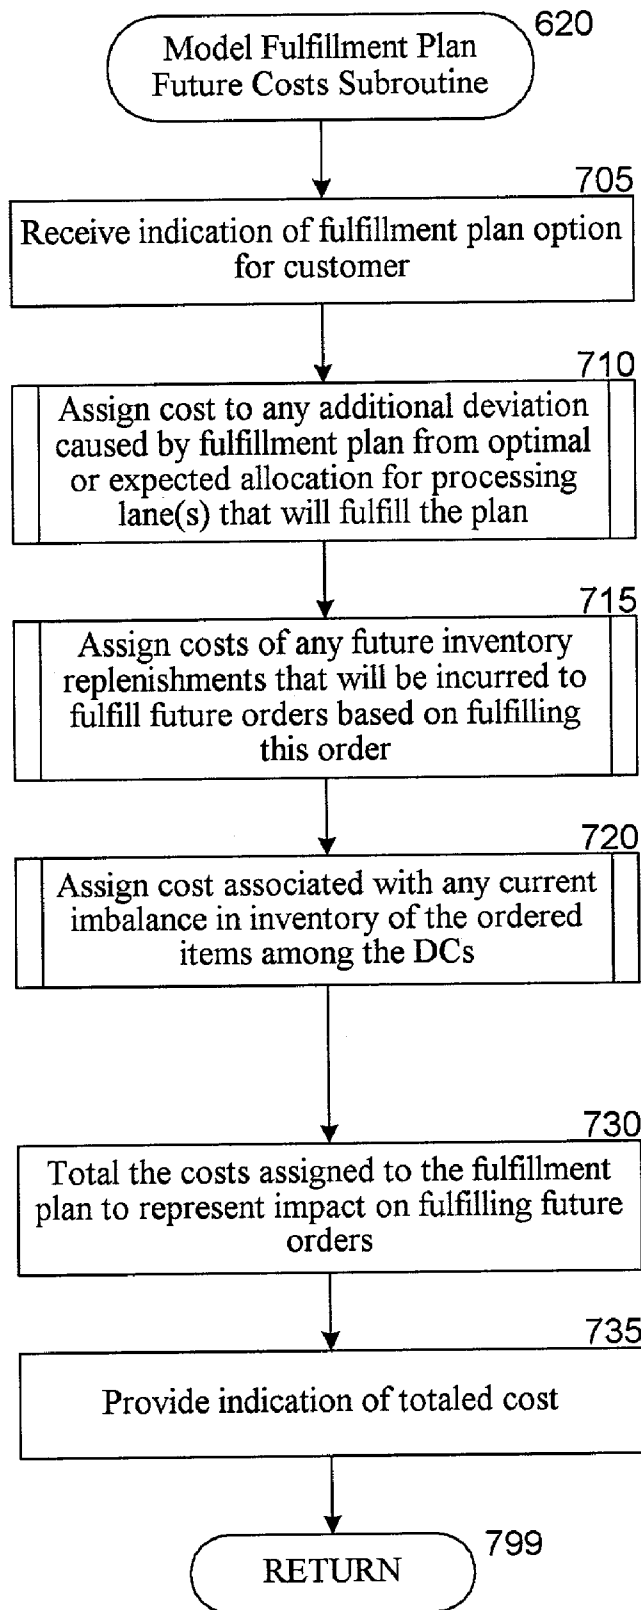 620
Model Fulfillment Plan
Future Costs Subroutine
705
Receive indication of fulfillment plan option
for customer
710
Assign cost to any additional deviation
caused by fulfillment plan from optimal
or expected allocation for processing
lane(s) that will fulfill the plan
715
Assign costs of any future inventory
replenishments that will be incurred to
fulfill future orders based on fulfilling
this order
720
Assign cost associated with any current
imbalance in inventory of the ordered
items among the DCs
730
Total the costs assigned to the fulfillment
plan to represent impact on fulfilling future
orders
735
Provide indication of totaled cost
799
RETURN